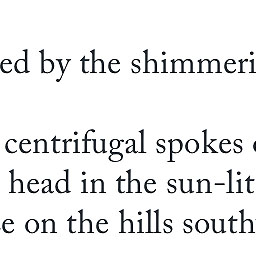 ed by the shimmeri
centrifugal spokes
head in the sun-lit
e on the hills south